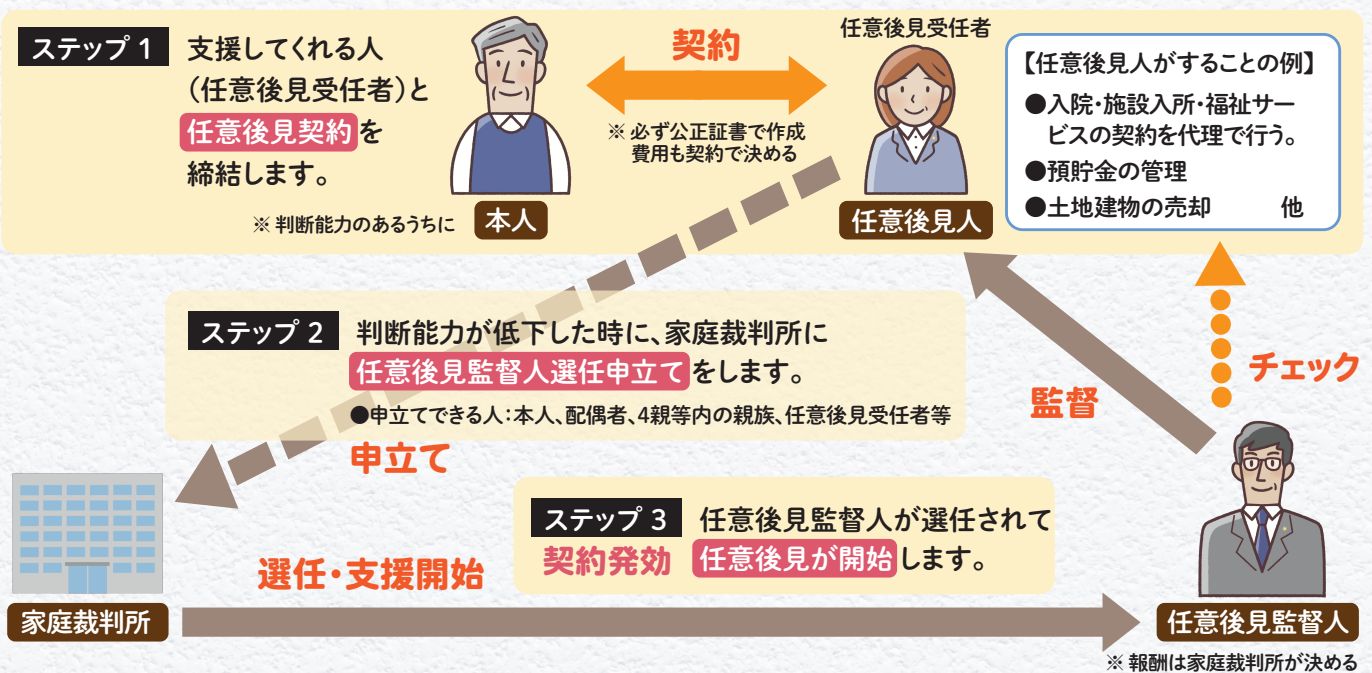 ステップ 1
支援してくれる人
（任意後見受任者）と
任意後見契約を
締結します。
※ 判断能力のあるうちに
本人
契約
※ 必ず公正証書で作成
費用も契約で決める
任意後見受任者
任意後見人
【任意後見人がすることの例】
●入院・施設入所・福祉サー
ビスの契約を代理で行う。
●預貯金の管理
●土地建物の売却　　　他
ステップ 2
判断能力が低下した時に、家庭裁判所に
任意後見監督人選任申立てをします。
●申立てできる人：本人、配偶者、4親等内の親族、任意後見受任者等
申立て
監督
チェック
ステップ 3
任意後見監督人が選任されて
契約発効
任意後見が開始します。
選任・支援開始
家庭裁判所
任意後見監督人
※ 報酬は家庭裁判所が決める